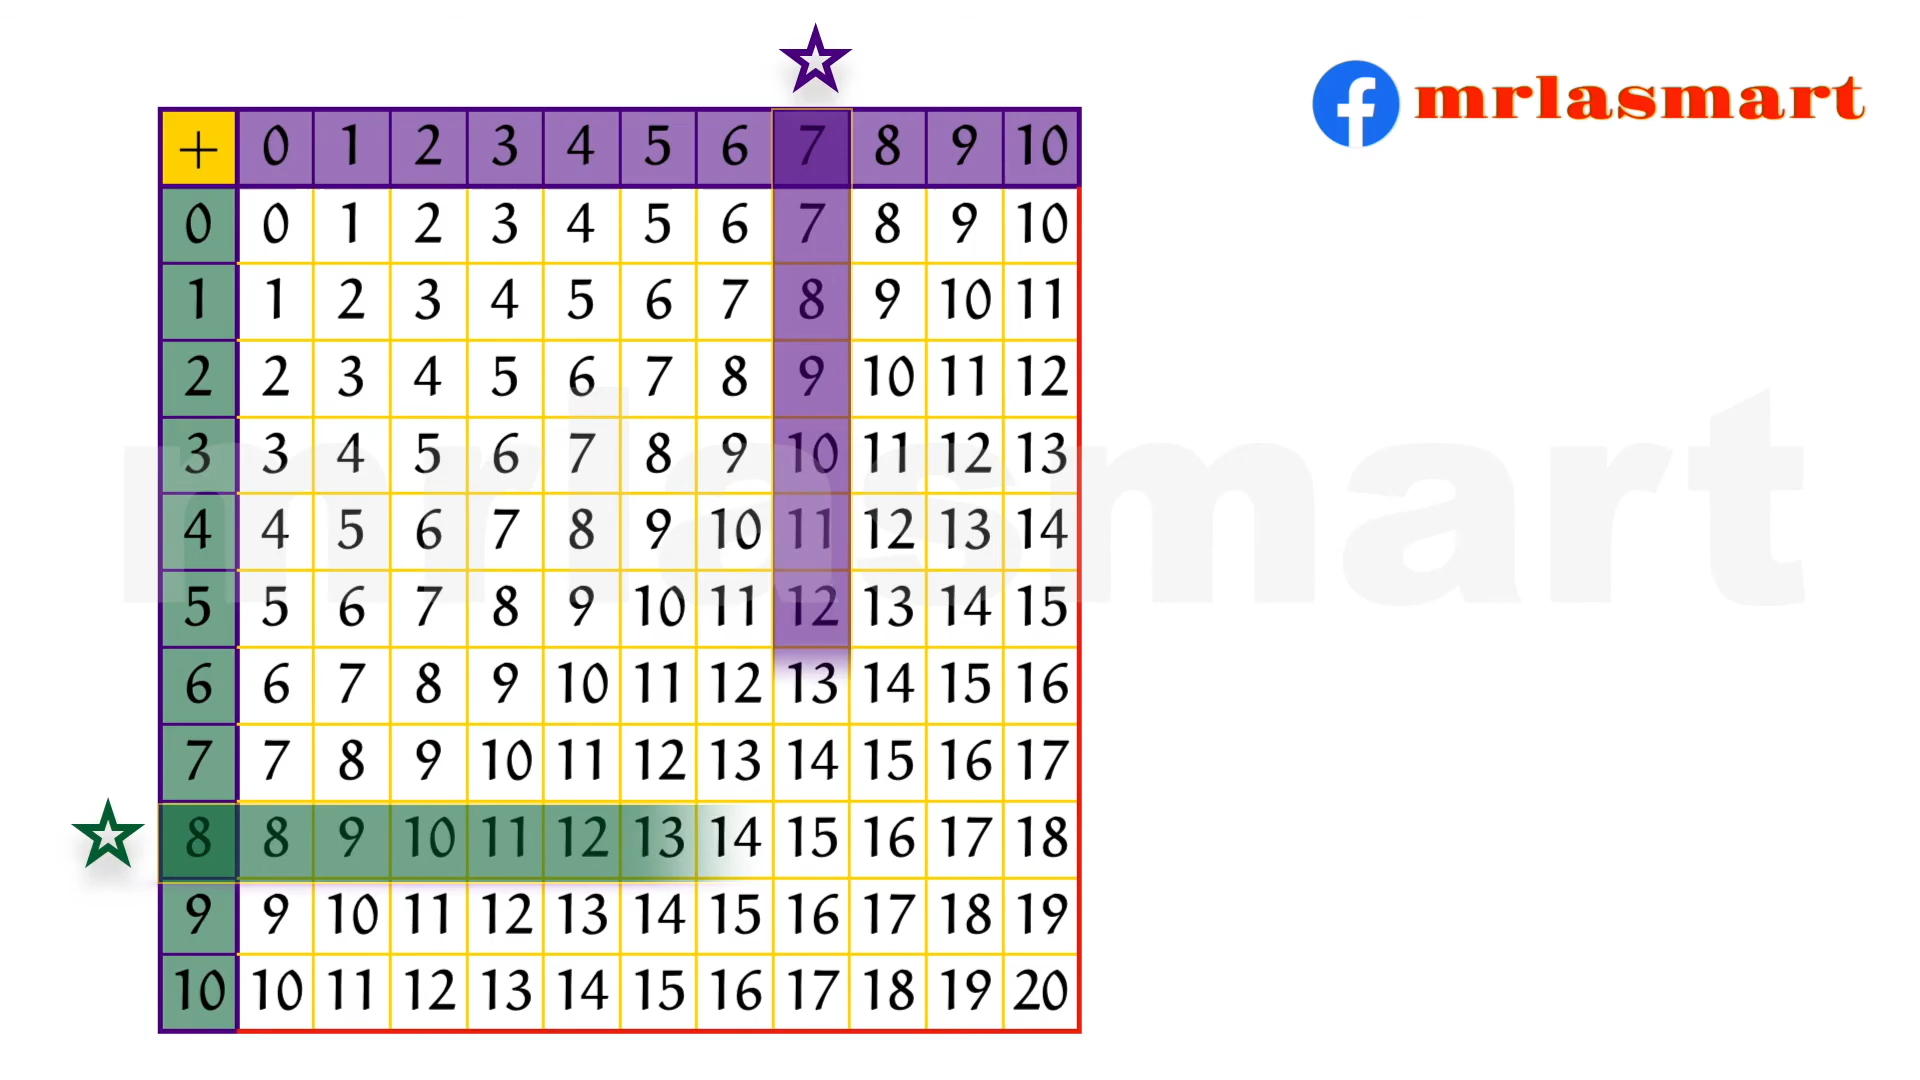 mrlasmart
+ 0 1 2 3 4 5 6 7 8 9 10
0 0 1 2 3 4 5 6 7 8 9 10
1 1 2 3 4 5 6 7 8 9 10 11
2 2 3 4 5 6 7 8 9 10 11 12
3 3 4 5 6 7 8 9 10 11 12 13
4 4 5 6 7 8 9 10 11 12 13 14
5 5 6 7 8 9 10 11 12 13 14 15
6 6 7 8 9 10 11 12 13 14 15 16
7 7 8 9 10 11 12 13 14 15 16 17
8 8 9 10 11 12 13 14 15 16 17 18
9 9 10 11 12 13 14 15 16 17 18 19
10 10 11 12 13 14 15 16 17 18 19 20
mrlasmart